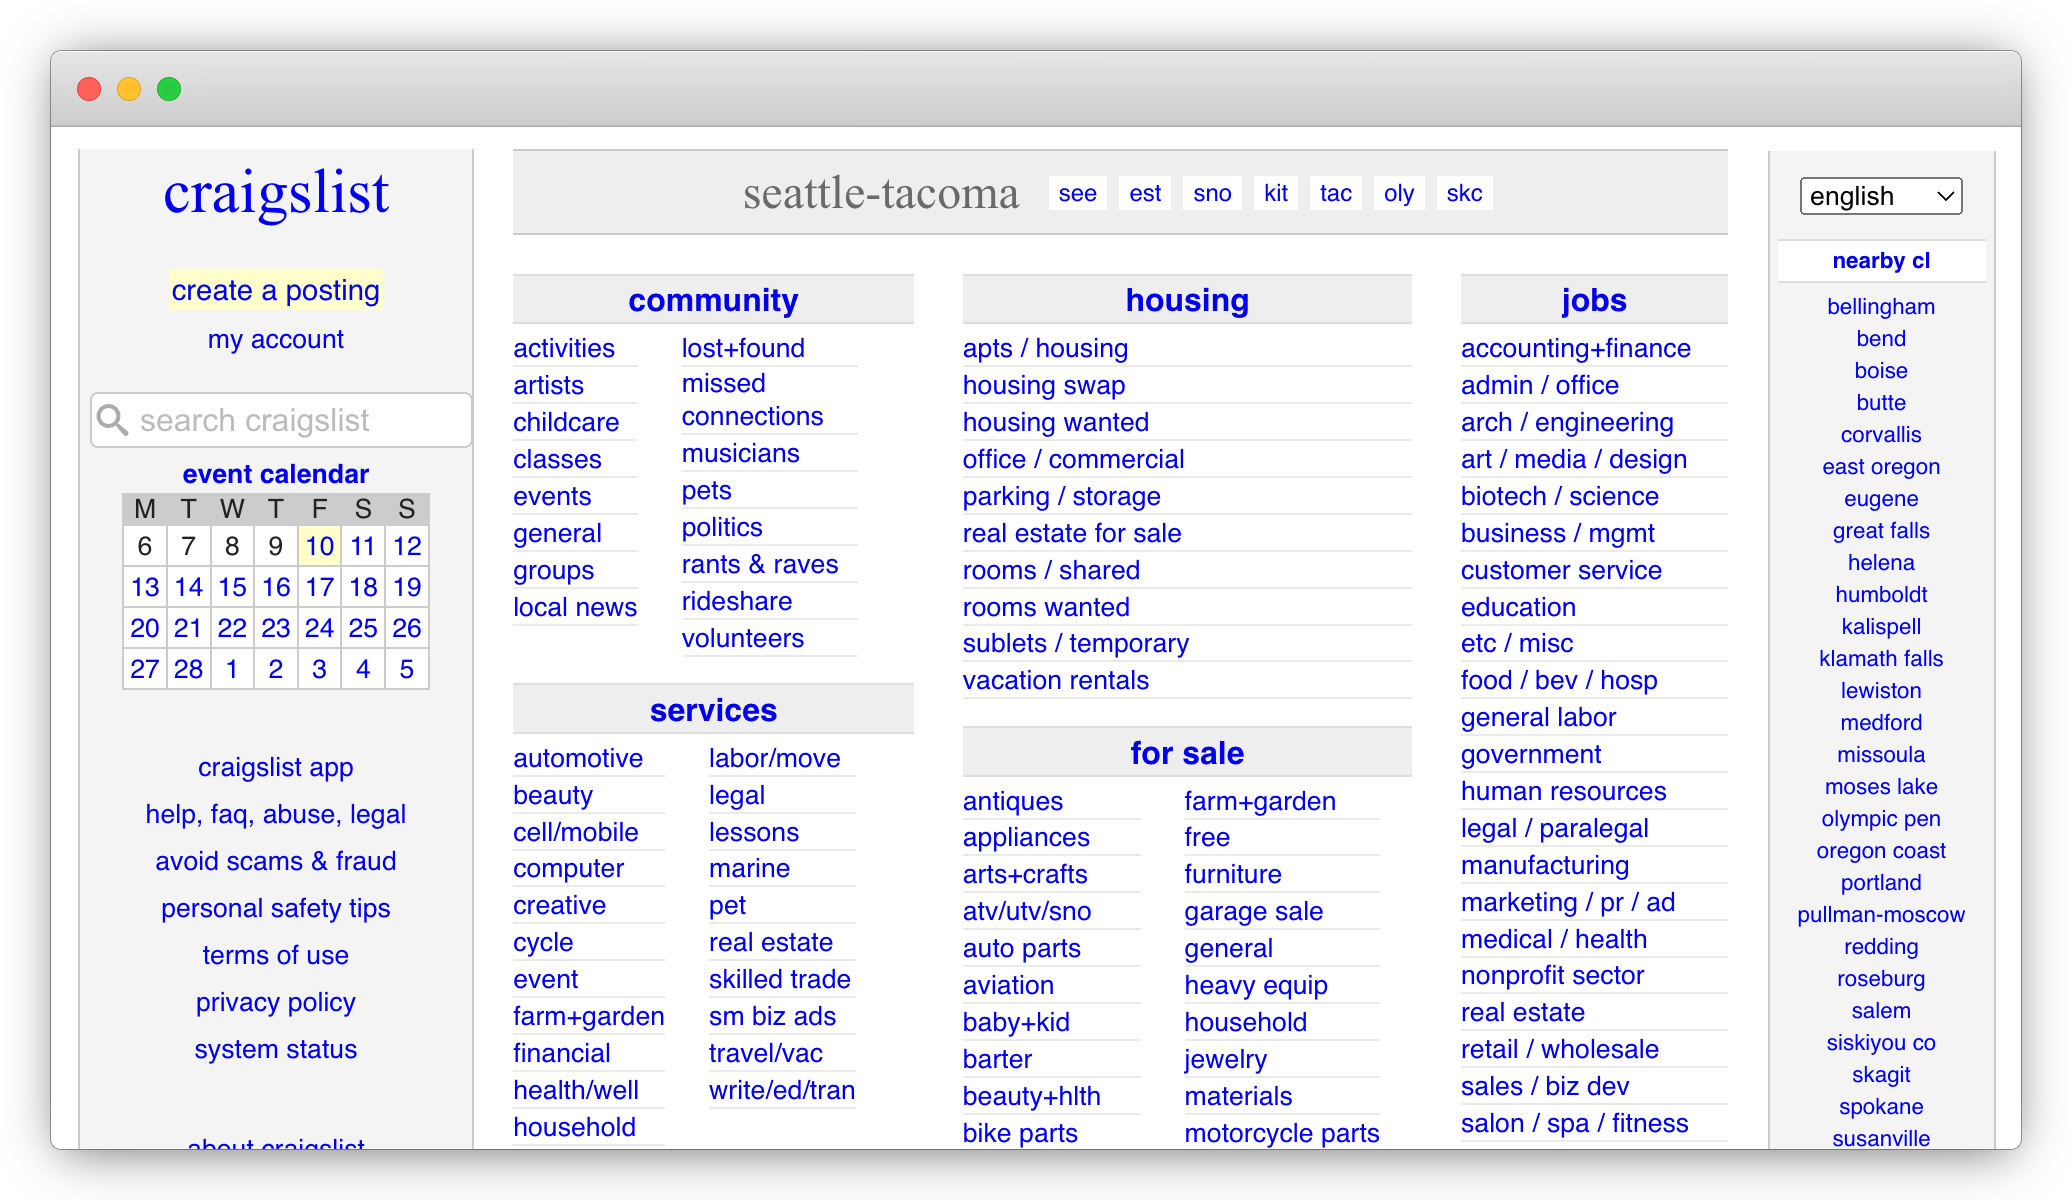 craigslist
create a posting
my account
search craigslist
event calendar
M T W T F S S
6 7 8 9 10 11 12
13 14 15 16 17 18 19
20 21 22 23 24 25 26
27 28 1 2 3 4 5
craigslist app
help, faq, abuse, legal
avoid scams & fraud
personal safety tips
terms of use
privacy policy
system status
about craigslist
seattle-tacoma see est sno kit tac oly skc
community
activities
artists
childcare
classes
events
general
groups
local news
lost+found
missed
connections
musicians
pets
politics
rants & raves
rideshare
volunteers
services
automotive
beauty
cell/mobile
computer
creative
cycle
event
farm+garden
financial
health/well
household
labor/move
legal
lessons
marine
pet
real estate
skilled trade
sm biz ads
travel/vac
write/ed/tran
housing
apts / housing
housing swap
housing wanted
office / commercial
parking / storage
real estate for sale
rooms / shared
rooms wanted
sublets / temporary
vacation rentals
for sale
antiques
appliances
arts+crafts
atv/utv/sno
auto parts
aviation
baby+kid
barter
beauty+hlth
bike parts
farm+garden
free
furniture
garage sale
general
heavy equip
household
jewelry
materials
motorcycle parts
jobs
accounting+finance
admin / office
arch / engineering
art / media / design
biotech / science
business / mgmt
customer service
education
etc / misc
food / bev / hosp
general labor
government
human resources
legal / paralegal
manufacturing
marketing / pr / ad
medical / health
nonprofit sector
real estate
retail / wholesale
sales / biz dev
salon / spa / fitness
english
nearby cl
bellingham
bend
boise
butte
corvallis
east oregon
eugene
great falls
helena
humboldt
kalispell
klamath falls
lewiston
medford
missoula
moses lake
olympic pen
oregon coast
portland
pullman-moscow
redding
roseburg
salem
siskiyou co
skagit
spokane
susanville